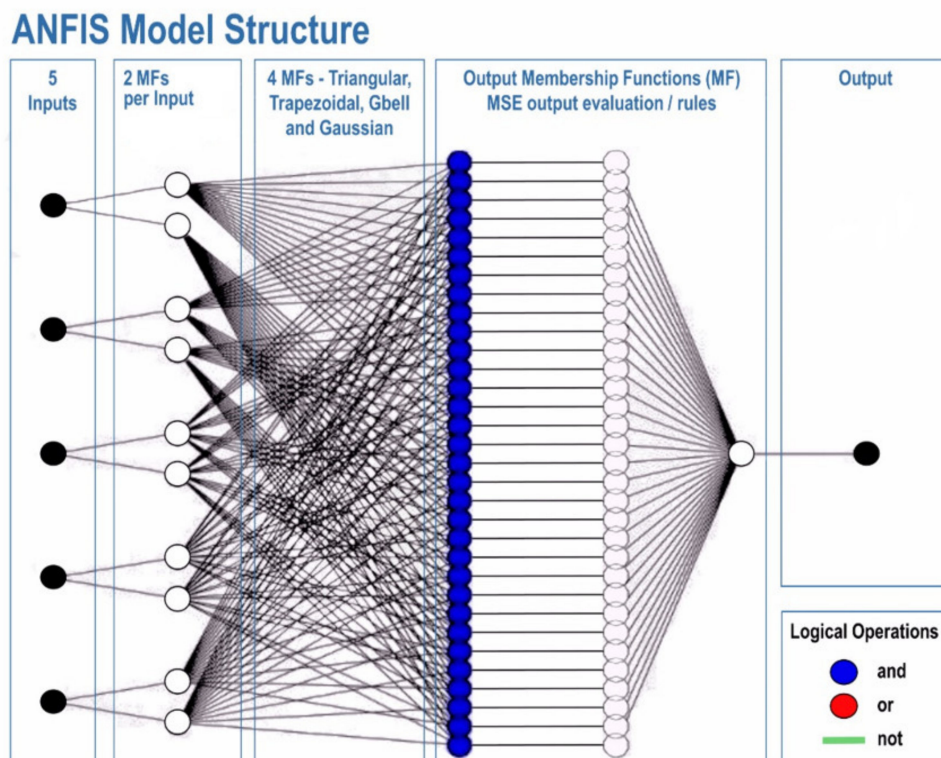 ANFIS Model Structure
5
Inputs
2 MFs
per Input
4 MFs - Triangular,
Trapezoidal, Gbell
and Gaussian
Output Membership Functions (MF)
MSE output evaluation / rules
Output
Logical Operations
and
or
not